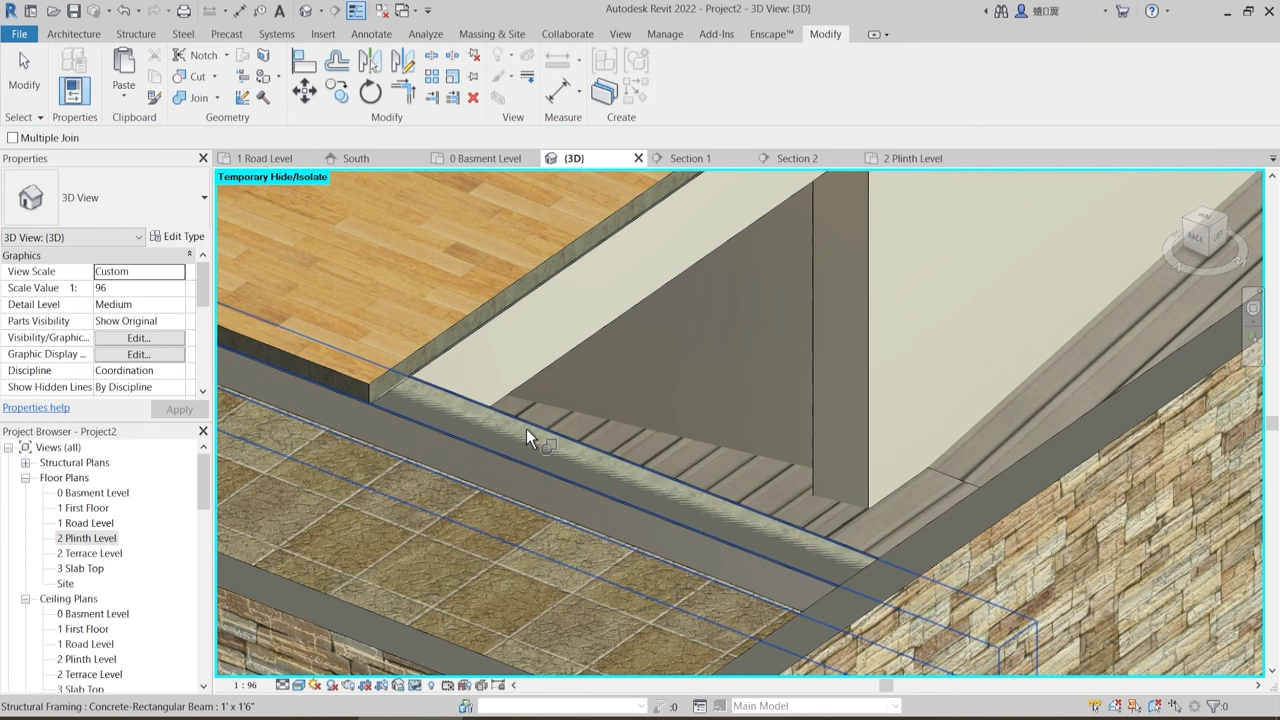 Autodesk Revit 2022 - Project2 - 3D View: {3D}
File Architecture Structure Steel Precast Systems Insert Annotate Analyze Massing & Site Collaborate View Manage Add-Ins Enscape™ Modify
Modify Paste Notch Cut Join
Select Properties Clipboard Geometry Modify View Measure Create
Multiple Join
Properties
1 Road Level South 0 Basment Level {3D} Section 1 Section 2 2 Plinth Level
Temporary Hide/Isolate
3D View
3D View: {3D} Edit Type
Graphics
View Scale Custom
Scale Value 1: 96
Detail Level Medium
Parts Visibility Show Original
Visibility/Graphic... Edit...
Graphic Display ... Edit...
Discipline Coordination
Show Hidden Lines By Discipline
Properties help Apply
Project Browser - Project2
Views (all)
Structural Plans
Floor Plans
0 Basment Level
1 First Floor
1 Road Level
2 Plinth Level
2 Terrace Level
3 Slab Top
Site
Ceiling Plans
0 Basment Level
1 First Floor
1 Road Level
2 Plinth Level
2 Terrace Level
3 Slab Top
BACK
1 : 96
Structural Framing : Concrete-Rectangular Beam : 1' x 1'6"
:0
Main Model
:0